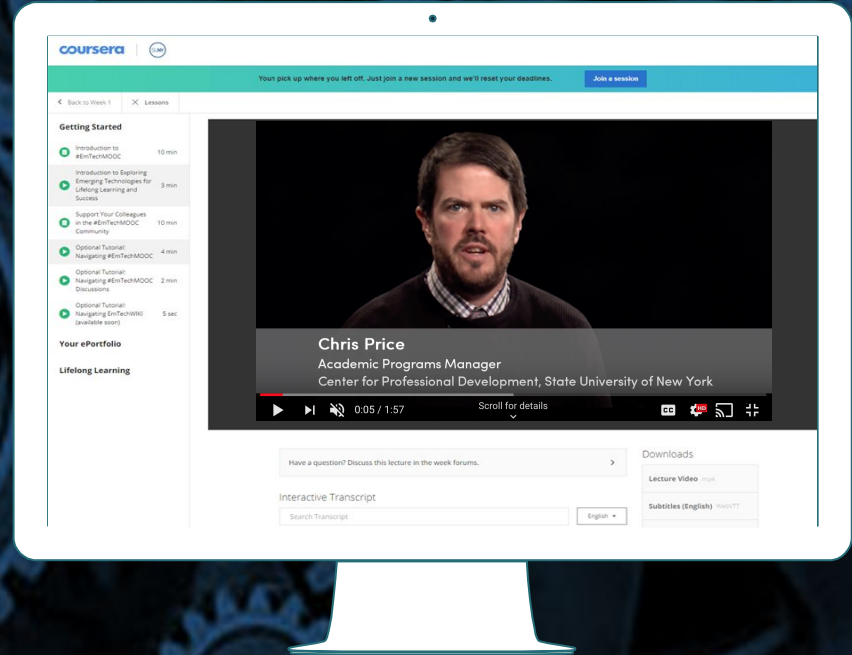 coursera
SUNY
Your pick up where you left off. Just join a new session and we'll reset your deadlines.
Join a session
Back to Week 1
Lessons
Getting Started
Introduction to
#EmTechMOOC
10 min
Introduction to Exploring
Emerging Technologies for
Lifelong Learning and
Success
3 min
Support Your Colleagues
in the #EmTechMOOC
Community
10 min
Optional Tutorial:
Navigating #EmTechMOOC
4 min
Optional Tutorial:
Navigating #EmTechMOOC
Discussions
2 min
Optional Tutorial:
Navigating EmTechWIKI
(available soon)
5 sec
Your ePortfolio
Lifelong Learning
Chris Price
Academic Programs Manager
Center for Professional Development, State University of New York
0:05 / 1:57
Scroll for details
CC
HD
Have a question? Discuss this lecture in the week forums.
Interactive Transcript
Search Transcript
English
Downloads
Lecture Video mp4
Subtitles (English) WebVTT